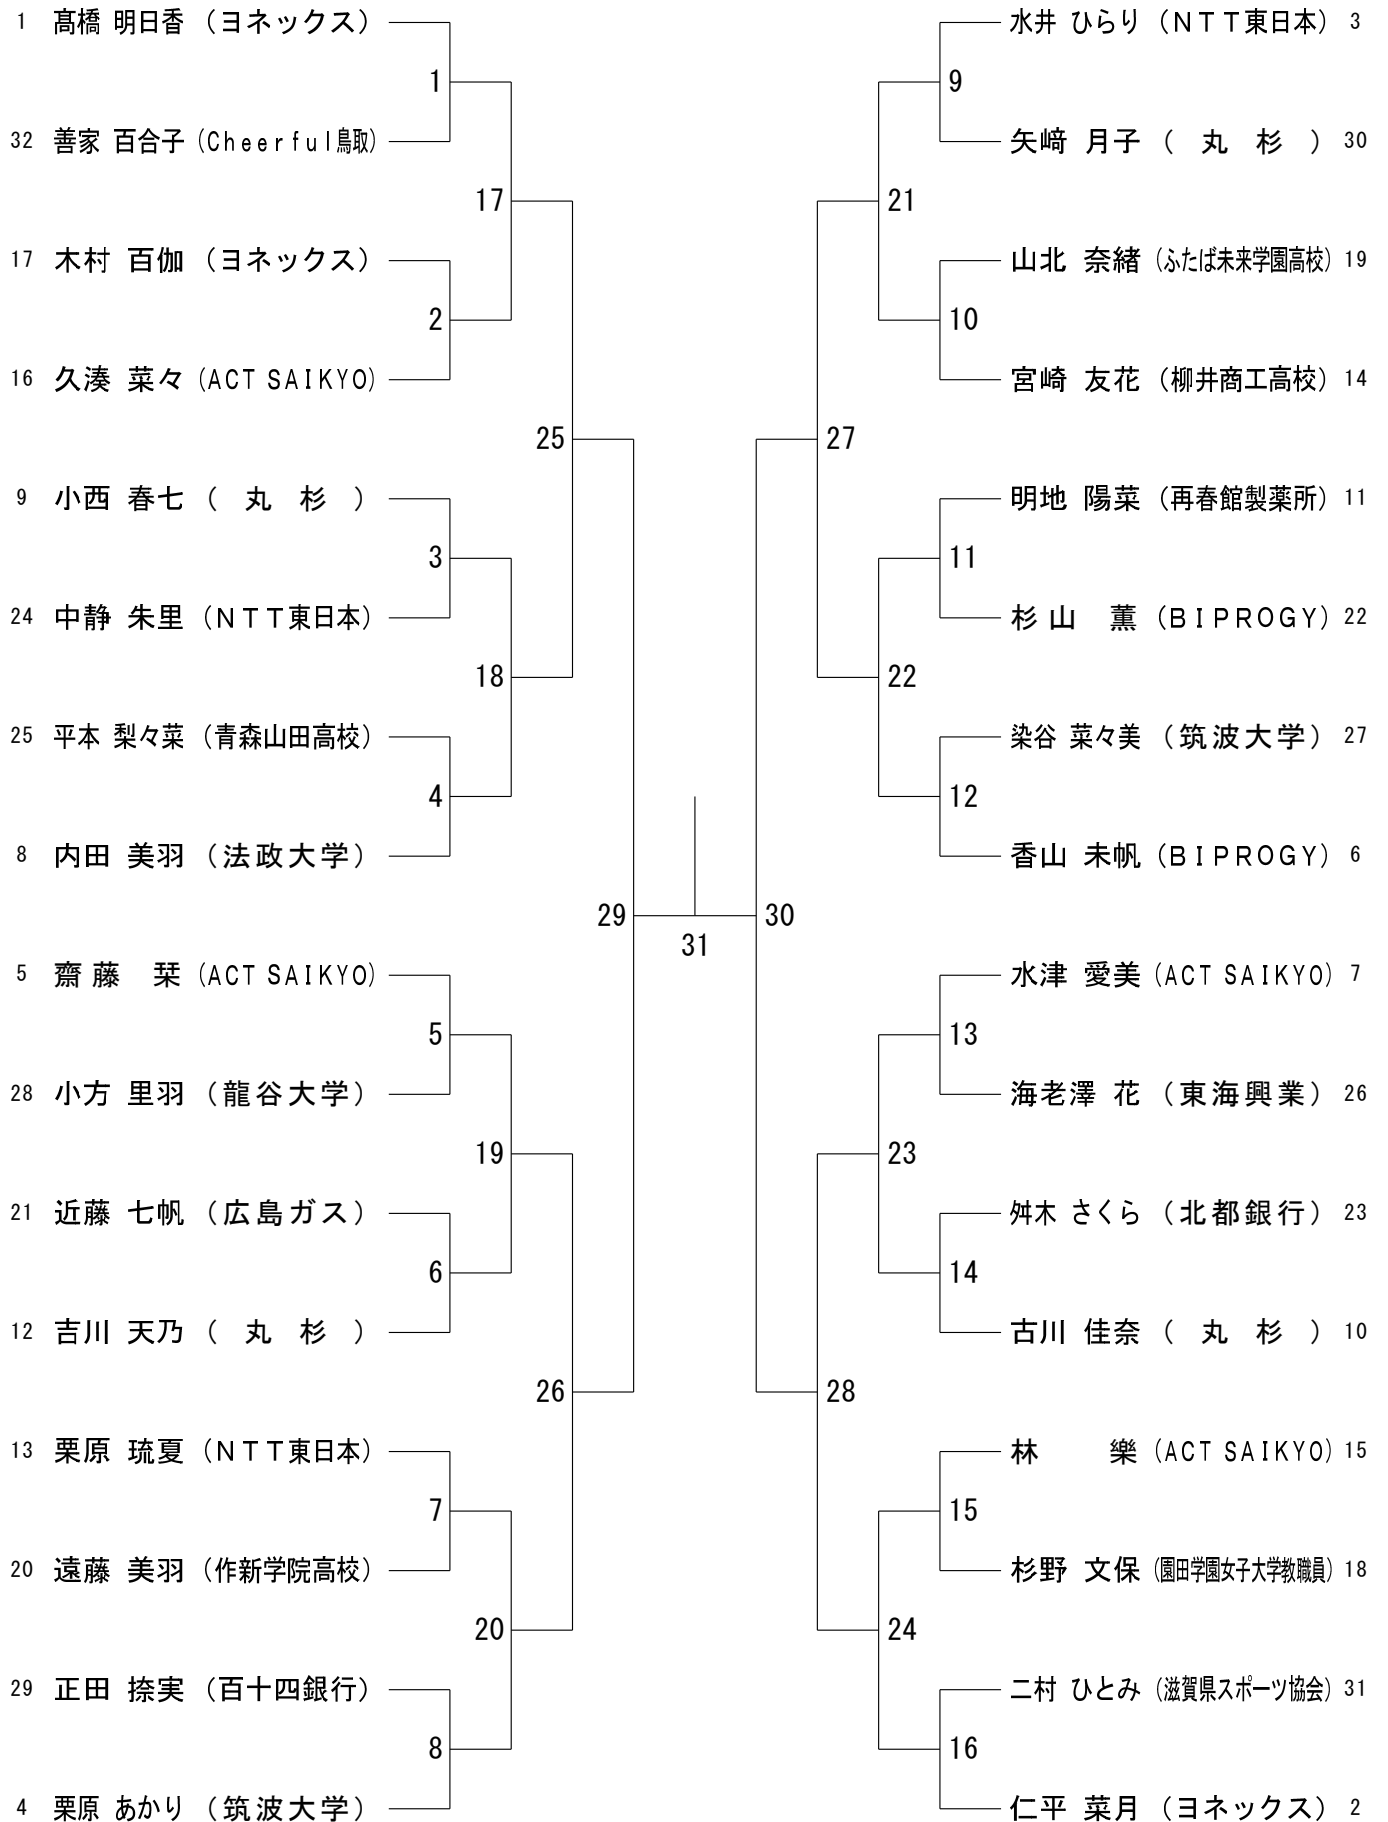 1 髙橋 明日香 (ヨネックス)
1
32 善家 百合子 (Cheerful鳥取)
17
17 木村 百伽 (ヨネックス)
2
16 久湊 菜々 (ACT SAIKYO)
25
9 小西 春七 (丸杉)
3
24 中静 朱里 (NTT東日本)
18
25 平本 梨々菜 (青森山田高校)
4
8 内田 美羽 (法政大学)
29
5 齋藤 栞 (ACT SAIKYO)
5
28 小方 里羽 (龍谷大学)
19
21 近藤 七帆 (広島ガス)
6
12 吉川 天乃 (丸杉)
26
13 栗原 琉夏 (NTT東日本)
7
20 遠藤 美羽 (作新学院高校)
20
29 正田 捺実 (百十四銀行)
8
4 栗原 あかり (筑波大学)
31
水井 ひらり (NTT東日本) 3
9
矢﨑 月子 (丸杉) 30
21
山北 奈緒 (ふたば未来学園高校) 19
10
宮崎 友花 (柳井商工高校) 14
27
明地 陽菜 (再春館製薬所) 11
11
杉山 薫 (BIPROGY) 22
22
染谷 菜々美 (筑波大学) 27
12
香山 未帆 (BIPROGY) 6
30
水津 愛美 (ACT SAIKYO) 7
13
海老澤 花 (東海興業) 26
23
舛木 さくら (北都銀行) 23
14
古川 佳奈 (丸杉) 10
28
林 樂 (ACT SAIKYO) 15
15
杉野 文保 (園田学園女子大学教職員) 18
24
二村 ひとみ (滋賀県スポーツ協会) 31
16
仁平 菜月 (ヨネックス) 2